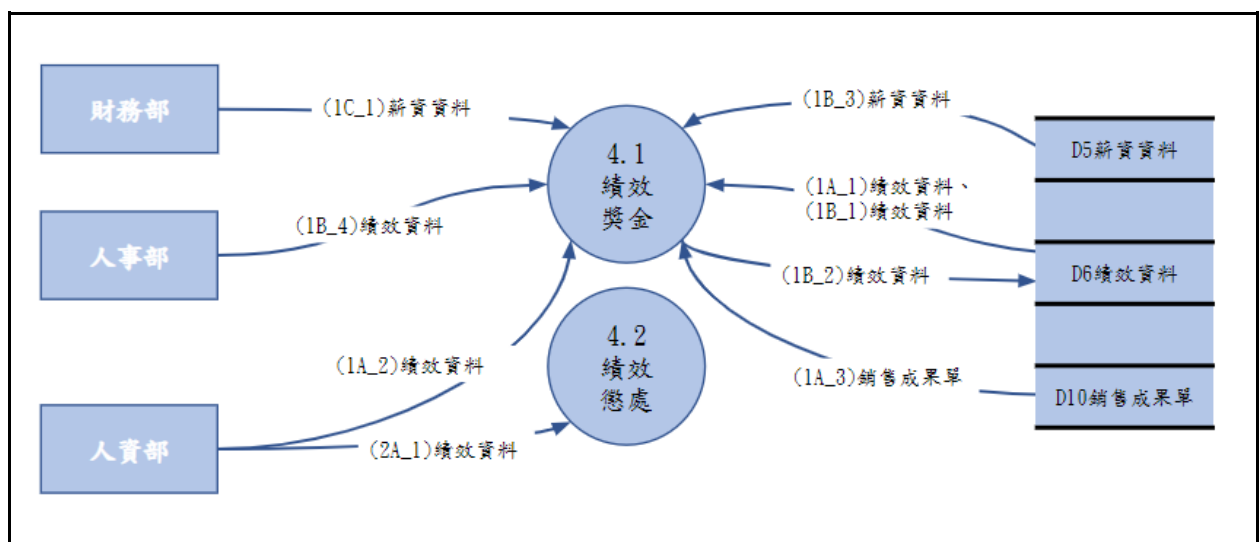 財務部
(1C_1)薪資資料
4.1
績效
獎金
(1B_3)薪資資料
D5薪資資料
人事部
(1B_4)績效資料
(1A_1)績效資料、
(1B_1)績效資料
(1B_2)績效資料
D6績效資料
4.2
績效
懲處
(1A_2)績效資料
(1A_3)銷售成果單
D10銷售成果單
人資部
(2A_1)績效資料